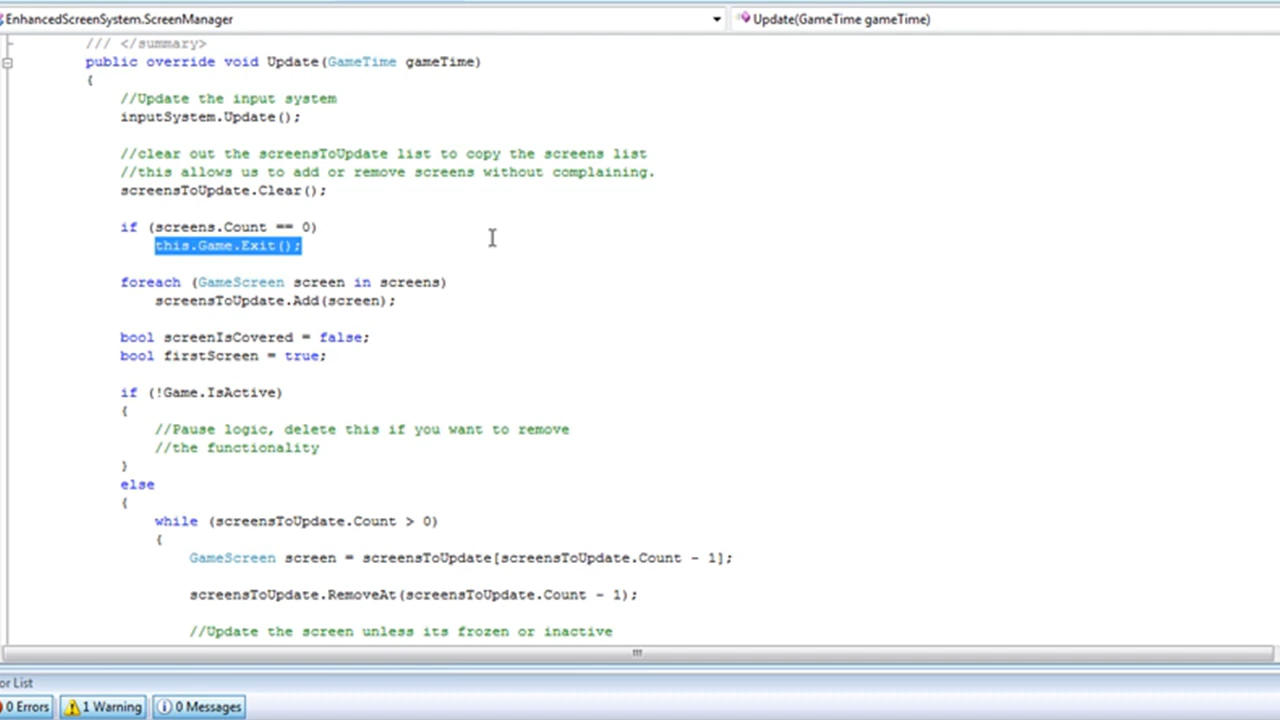 EnhancedScreenSystem.ScreenManager
Update(GameTime gameTime)
/// </summary>
public override void Update(GameTime gameTime)
{
//Update the input system
inputSystem.Update();
//clear out the screensToUpdate list to copy the screens list
//this allows us to add or remove screens without complaining.
screensToUpdate.Clear();
if (screens.Count == 0)
this.Game.Exit();
foreach (GameScreen screen in screens)
screensToUpdate.Add(screen);
bool screenIsCovered = false;
bool firstScreen = true;
if (!Game.IsActive)
{
//Pause logic, delete this if you want to remove
//the functionality
}
else
{
while (screensToUpdate.Count > 0)
{
GameScreen screen = screensToUpdate[screensToUpdate.Count - 1];
screensToUpdate.RemoveAt(screensToUpdate.Count - 1);
//Update the screen unless its frozen or inactive
or List
0 Errors
1 Warning
0 Messages